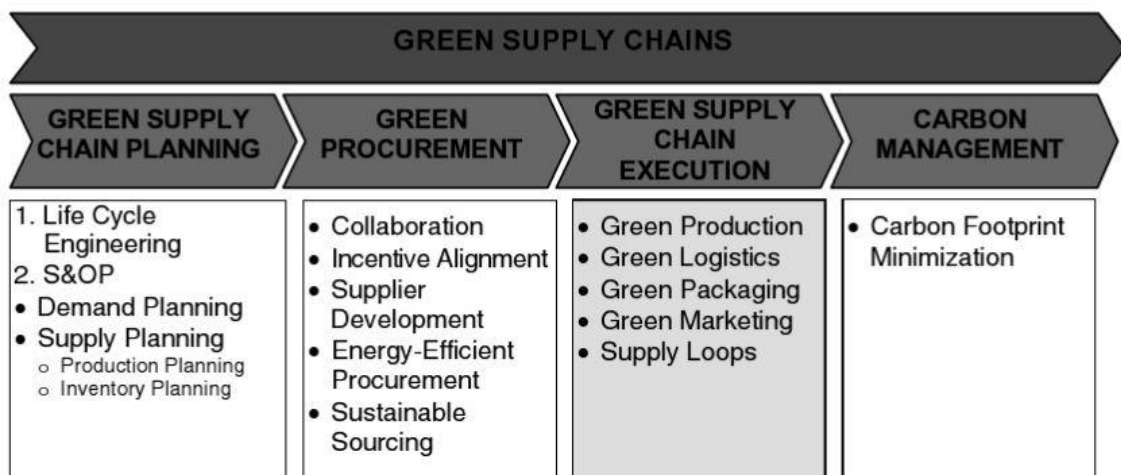 GREEN SUPPLY CHAINS
GREEN SUPPLY
CHAIN PLANNING
GREEN
PROCUREMENT
GREEN SUPPLY
CHAIN
EXECUTION
CARBON
MANAGEMENT
1. Life Cycle
Engineering
2. S&OP
• Demand Planning
• Supply Planning
o Production Planning
o Inventory Planning
• Collaboration
• Incentive Alignment
• Supplier
Development
• Energy-Efficient
Procurement
• Sustainable
Sourcing
• Green Production
• Green Logistics
• Green Packaging
• Green Marketing
• Supply Loops
• Carbon Footprint
Minimization